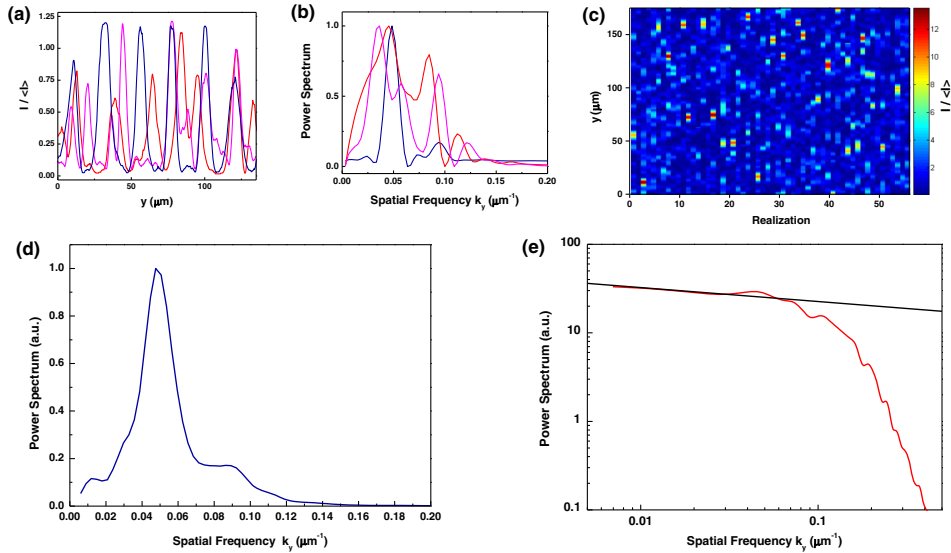 (a)
1.25
1.00
0.75
0.50
0.25
0.00
I / <I>
0 50 100
y (μm)
(b)
1.0
0.5
0.0
Power Spectrum
0.00 0.05 0.10 0.15 0.20
Spatial Frequency k_y (μm⁻¹)
(c)
150
100
50
0
y (μm)
0 10 20 30 40 50
Realization
12
10
8
6
4
2
I / <I>
(d)
1.0
0.8
0.6
0.4
0.2
0.0
Power Spectrum (a.u.)
0.00 0.02 0.04 0.06 0.08 0.10 0.12 0.14 0.16 0.18 0.20
Spatial Frequency k_y (μm⁻¹)
(e)
100
10
1
0.1
Power Spectrum
0.01 0.1
Spatial Frequency k_y (μm⁻¹)